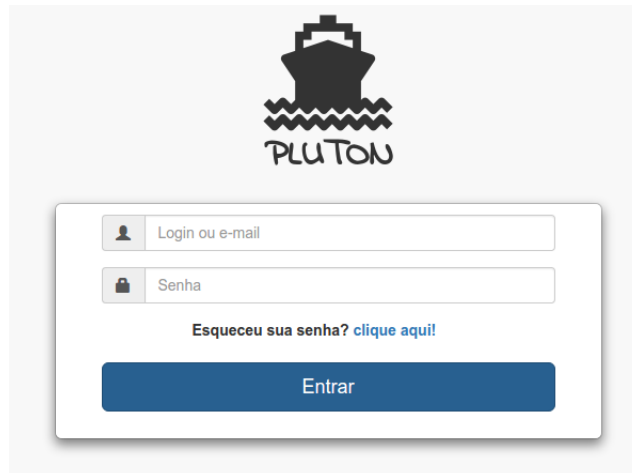 PLUTON
Login ou e-mail
Senha
Esqueceu sua senha? clique aqui!
Entrar